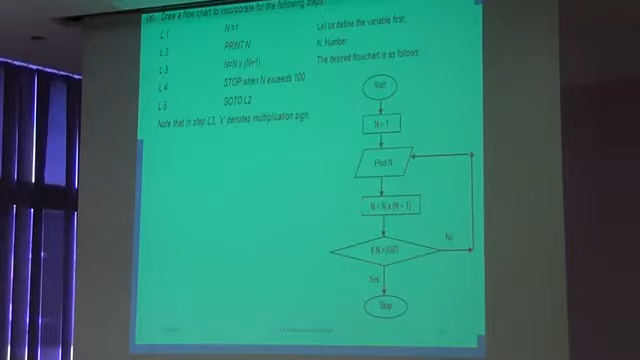 Draw a flow chart to incorporate for the following steps
L 1 N = 1
L 2 PRINT N
L 3 N=N x (N+1)
L 4 STOP when N exceeds 100
L 5 GOTO L2
Note that in step L3, 'x' denotes multiplication sign.
Let us define the variable first:
N: Number
The desired flowchart is as follows:
Start
N = 1
Print N
N = N x (N + 1)
If N >100?
No
Yes
Stop